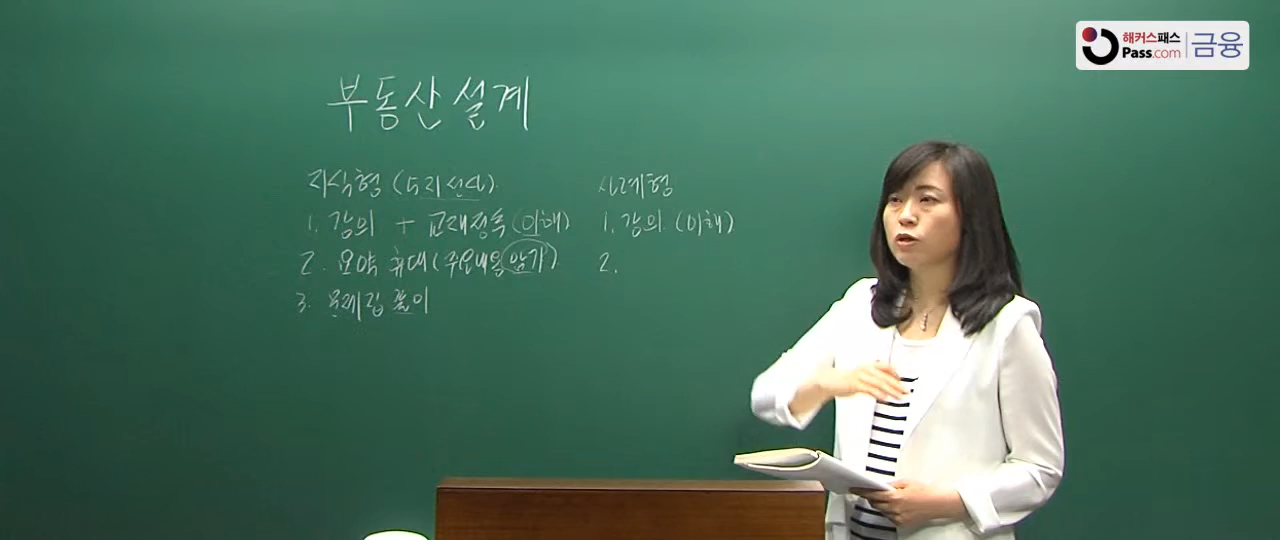 해커스패스
Pass.com 금융
부동산설계
지식형 (4지선다).
1. 강의 + 교재정독 (이해)
2. 요약 휴대 (주요내용 암기).
3. 문제집 풀이
사례형
1. 강의. (이해)
2.